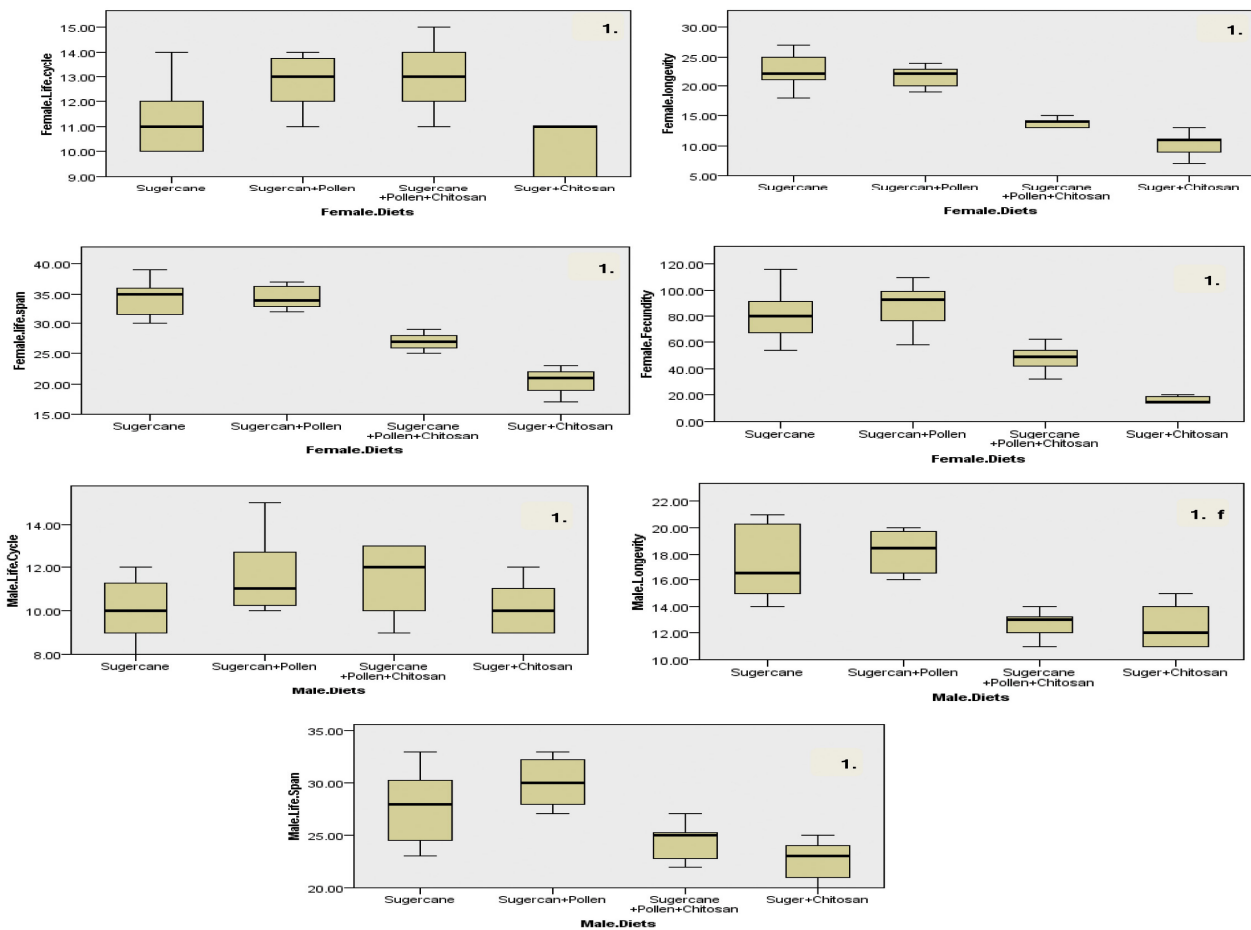 Female.Life.cycle
15.00
14.00
13.00
12.00
11.00
10.00
9.00
1.
Sugercane
Sugercan+Pollen
Sugercane
+Pollen+Chitosan
Suger+Chitosan
Female.Diets
Female.longevity
30.00
25.00
20.00
15.00
10.00
5.00
1.
Sugercane
Sugercan+Pollen
Sugercane
+Pollen+Chitosan
Suger+Chitosan
Female.Diets
Female.life.span
40.00
35.00
30.00
25.00
20.00
15.00
1.
Sugercane
Sugercan+Pollen
Sugercane
+Pollen+Chitosan
Suger+Chitosan
Female.Diets
Female.Fecundity
120.00
100.00
80.00
60.00
40.00
20.00
0.00
1.
Sugercane
Sugercan+Pollen
Sugercane
+Pollen+Chitosan
Suger+Chitosan
Female.Diets
Male.Life.Cycle
14.00
12.00
10.00
8.00
1.
Sugercane
Sugercan+Pollen
Sugercane
+Pollen+Chitosan
Suger+Chitosan
Male.Diets
Male.Longevity
22.00
20.00
18.00
16.00
14.00
12.00
10.00
1. f
Sugercane
Sugercan+Pollen
Sugercane
+Pollen+Chitosan
Suger+Chitosan
Male.Diets
Male.Life.Span
35.00
30.00
25.00
20.00
1.
Sugercane
Sugercan+Pollen
Sugercane
+Pollen+Chitosan
Suger+Chitosan
Male.Diets